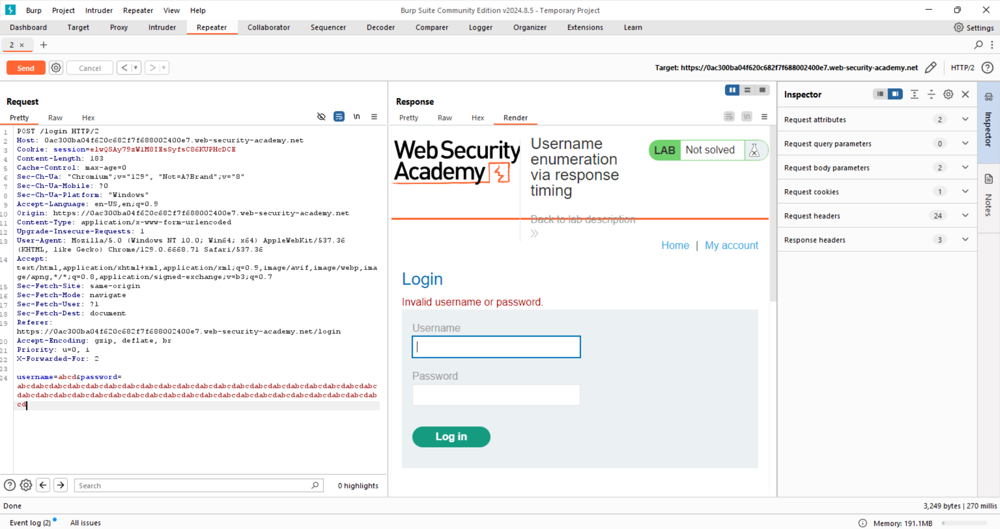 Burp Project Intruder Repeater View Help
Burp Suite Community Edition v2024.8.5 - Temporary Project
Dashboard Target Proxy Intruder Repeater Collaborator Sequencer Decoder Comparer Logger Organizer Extensions Learn
Settings
2 × +
Send Cancel < >
Target: https://0ac300ba04f620c682f7f688002400e7.web-security-academy.net HTTP/2
Request
Pretty Raw Hex
\n
1 POST /login HTTP/2
2 Host: 0ac300ba04f620c682f7f688002400e7.web-security-academy.net
3 Cookie: session=elwQSAy79zWlM8IEsSyfsC86KUPHcDCE
4 Content-Length: 183
5 Cache-Control: max-age=0
6 Sec-Ch-Ua: "Chromium";v="129", "Not=A?Brand";v="8"
7 Sec-Ch-Ua-Mobile: ?0
8 Sec-Ch-Ua-Platform: "Windows"
9 Accept-Language: en-US,en;q=0.9
10 Origin: https://0ac300ba04f620c682f7f688002400e7.web-security-academy.net
11 Content-Type: application/x-www-form-urlencoded
12 Upgrade-Insecure-Requests: 1
13 User-Agent: Mozilla/5.0 (Windows NT 10.0; Win64; x64) AppleWebKit/537.36
(KHTML, like Gecko) Chrome/129.0.6668.71 Safari/537.36
14 Accept:
text/html,application/xhtml+xml,application/xml;q=0.9,image/avif,image/webp,ima
ge/apng,*/*;q=0.8,application/signed-exchange;v=b3;q=0.7
15 Sec-Fetch-Site: same-origin
16 Sec-Fetch-Mode: navigate
17 Sec-Fetch-User: ?1
18 Sec-Fetch-Dest: document
19 Referer:
https://0ac300ba04f620c682f7f688002400e7.web-security-academy.net/login
20 Accept-Encoding: gzip, deflate, br
21 Priority: u=0, i
22 X-Forwarded-For: 2
23
24 username=abcd&password=
abcdabcdabcdabcdabcdabcdabcdabcdabcdabcdabcdabcdabcdabcdabcdabcdabcdabcdabcdabc
dabcdabcdabcdabcdabcdabcdabcdabcdabcdabcdabcdabcdabcdabcdabcdabcdabcdabcdabcdab
cd
Search
0 highlights
Response
Pretty Raw Hex Render
\n
Web Security
Academy
Username
enumeration
via response
timing
LAB Not solved
Back to lab description
Home | My account
Login
Invalid username or password.
Username
Password
Log in
Inspector
Request attributes 2
Request query parameters 0
Request body parameters 2
Request cookies 1
Request headers 24
Response headers 3
Inspector
Notes
Done
3,249 bytes | 270 millis
Event log (2) All issues
Memory: 191.1MB